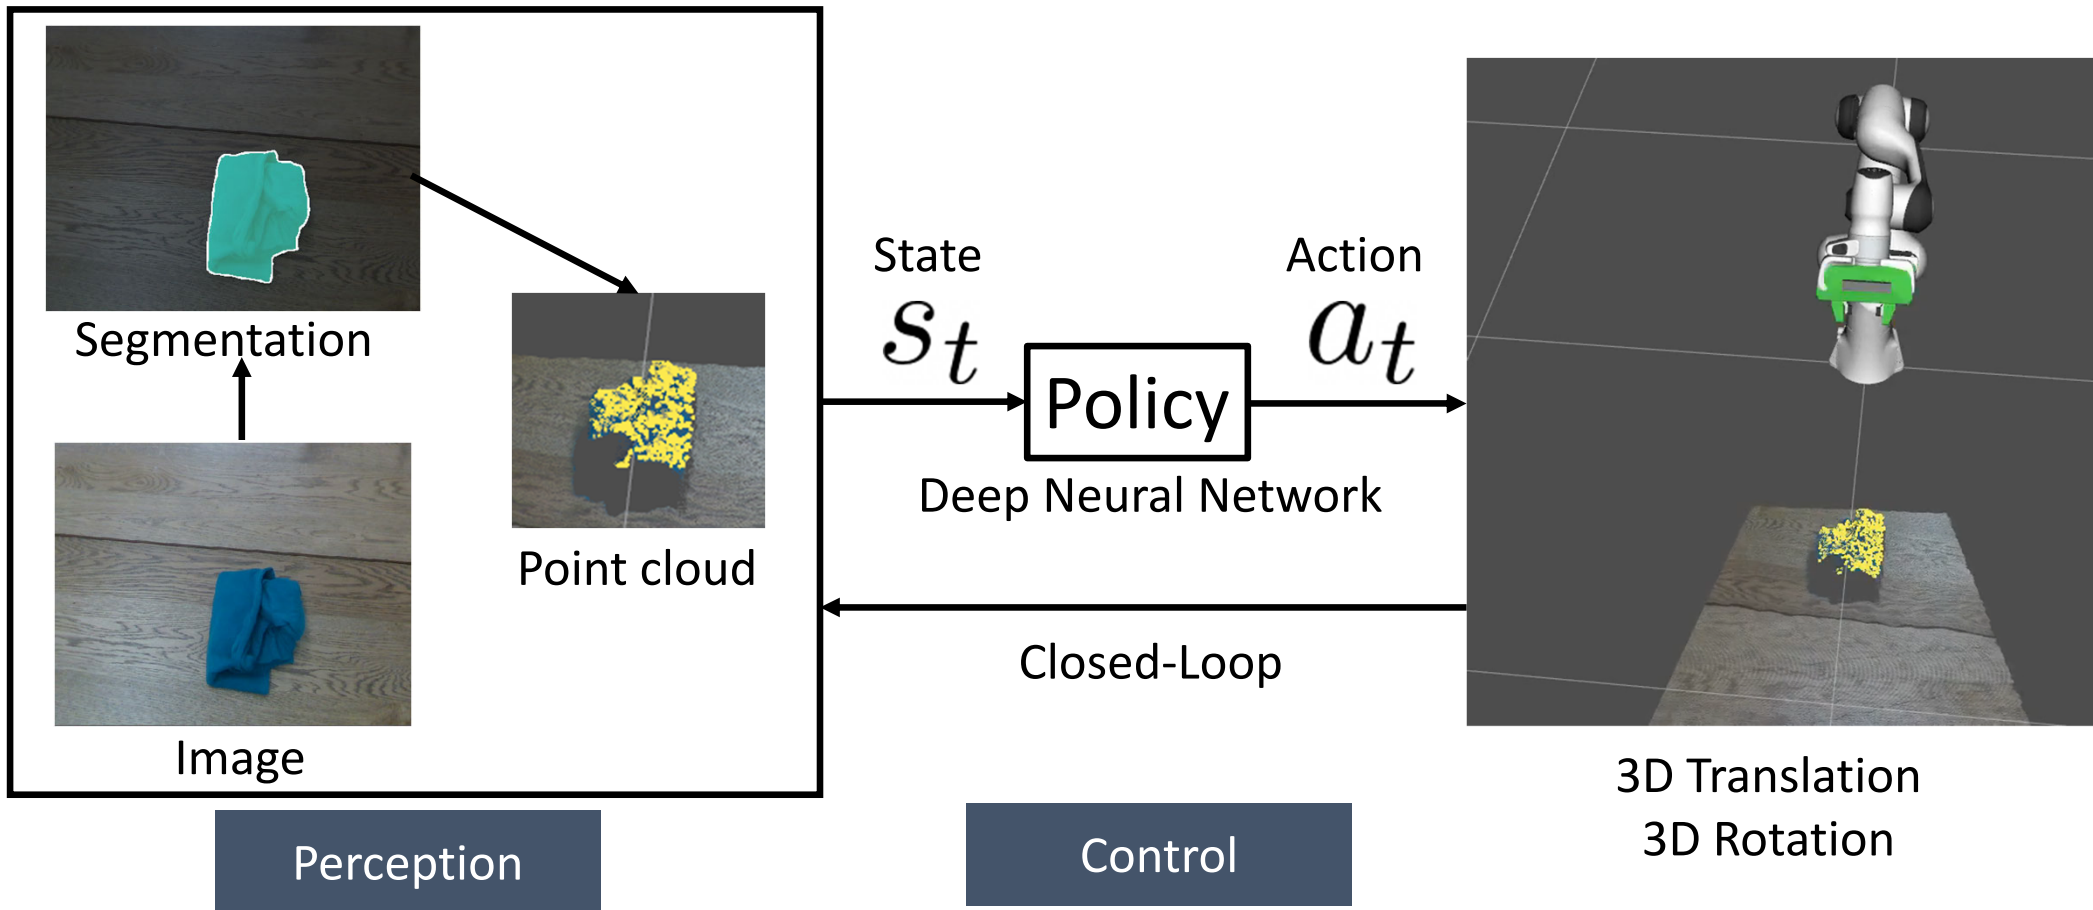 Segmentation
Image
Point cloud
Perception
State
s_t
Policy
Deep Neural Network
Action
a_t
Closed-Loop
Control
3D Translation
3D Rotation